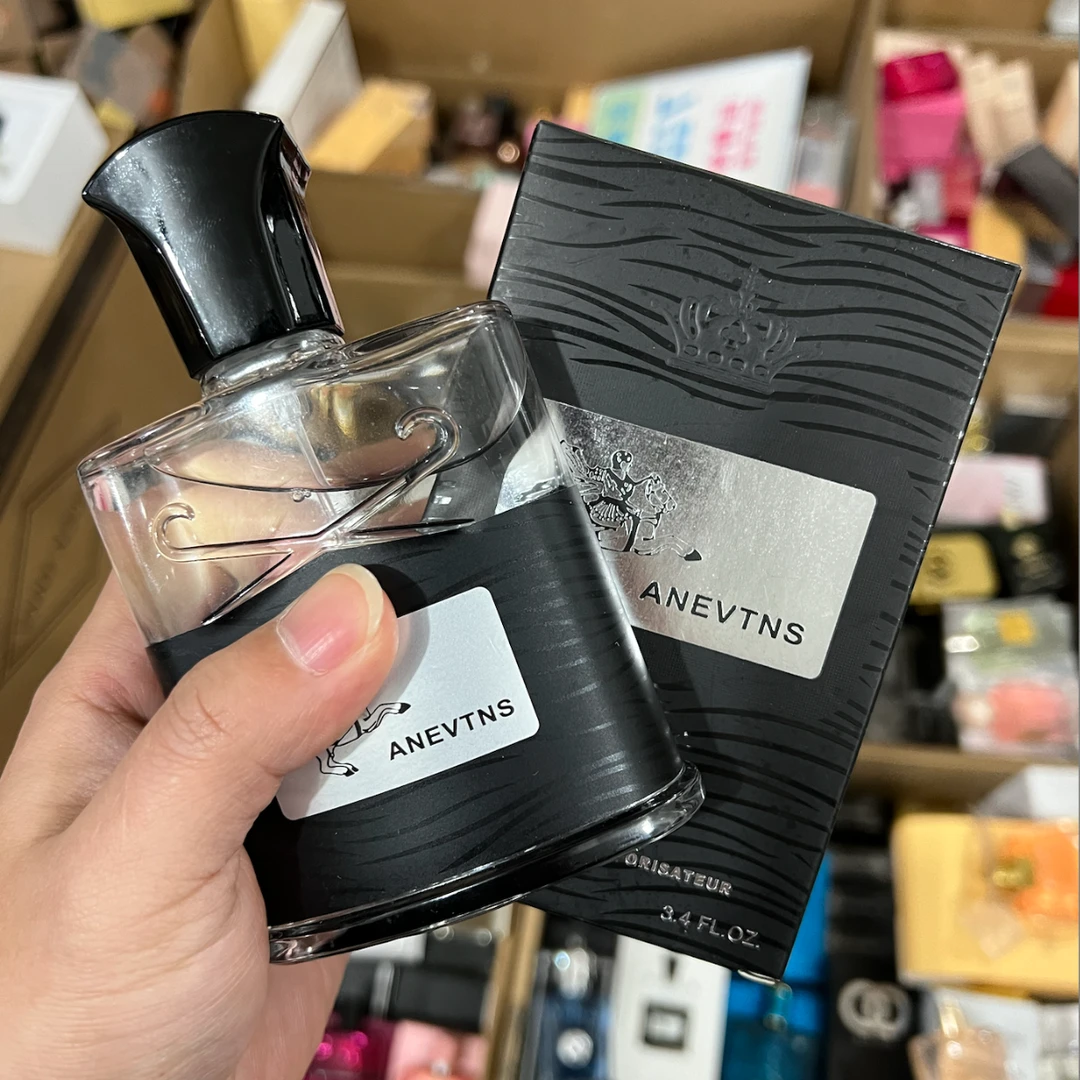 ANEVTNS
ANEVTNS
ORISATEUR
3.4 FL.OZ.